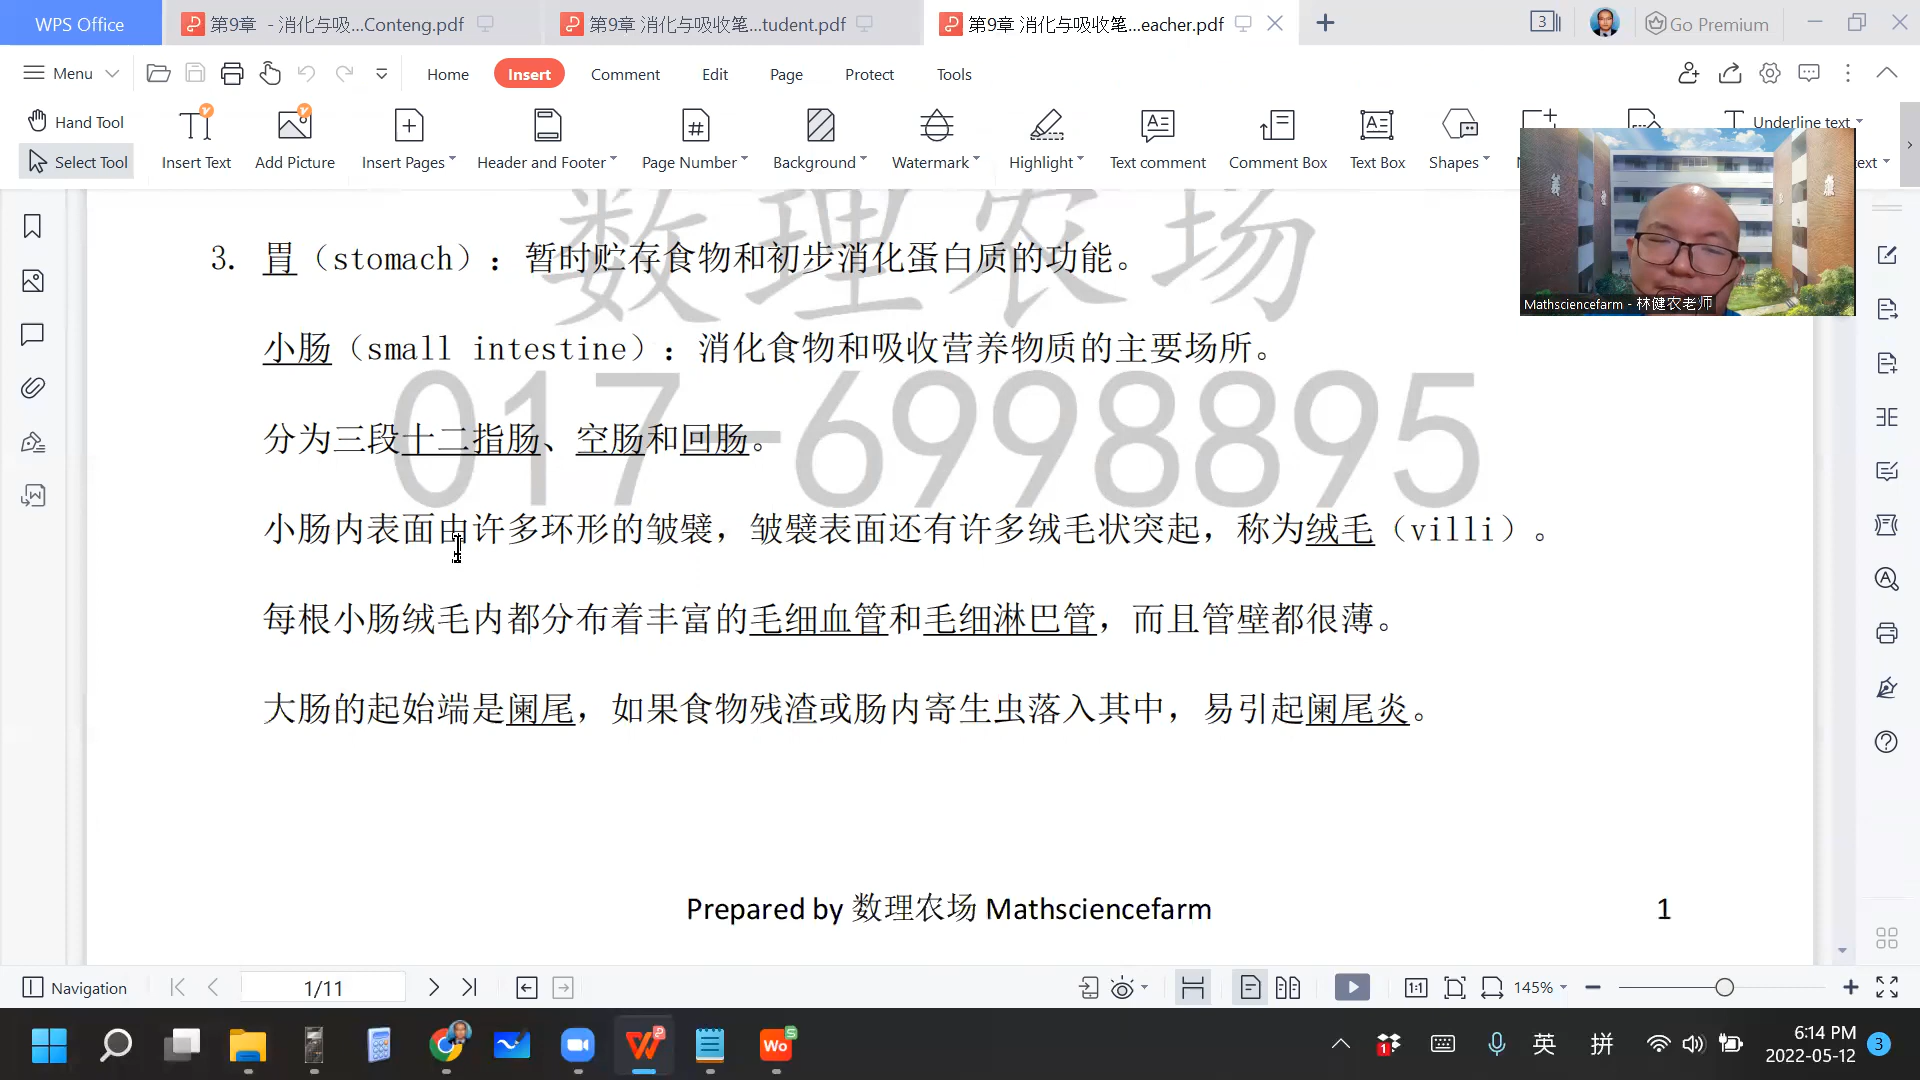 WPS Office
第9章 - 消化与吸...Conteng.pdf
第9章 消化与吸收笔...tudent.pdf
第9章 消化与吸收笔...eacher.pdf
3
Go Premium
Menu
Home
Insert
Comment
Edit
Page
Protect
Tools
Hand Tool
Select Tool
Insert Text
Add Picture
Insert Pages
Header and Footer
Page Number
Background
Watermark
Highlight
Text comment
Comment Box
Text Box
Shapes
Underline text
Mathsciencefarm - 林健农老师
数理农场
017-6998895
3. 胃（stomach）：暂时贮存食物和初步消化蛋白质的功能。
小肠（small intestine）：消化食物和吸收营养物质的主要场所。
分为三段十二指肠、空肠和回肠。
小肠内表面由许多环形的皱襞，皱襞表面还有许多绒毛状突起，称为绒毛（villi）。
每根小肠绒毛内都分布着丰富的毛细血管和毛细淋巴管，而且管壁都很薄。
大肠的起始端是阑尾，如果食物残渣或肠内寄生虫落入其中，易引起阑尾炎。
Prepared by 数理农场 Mathsciencefarm
1
Navigation
1/11
145%
英
拼
6:14 PM
2022-05-12
3